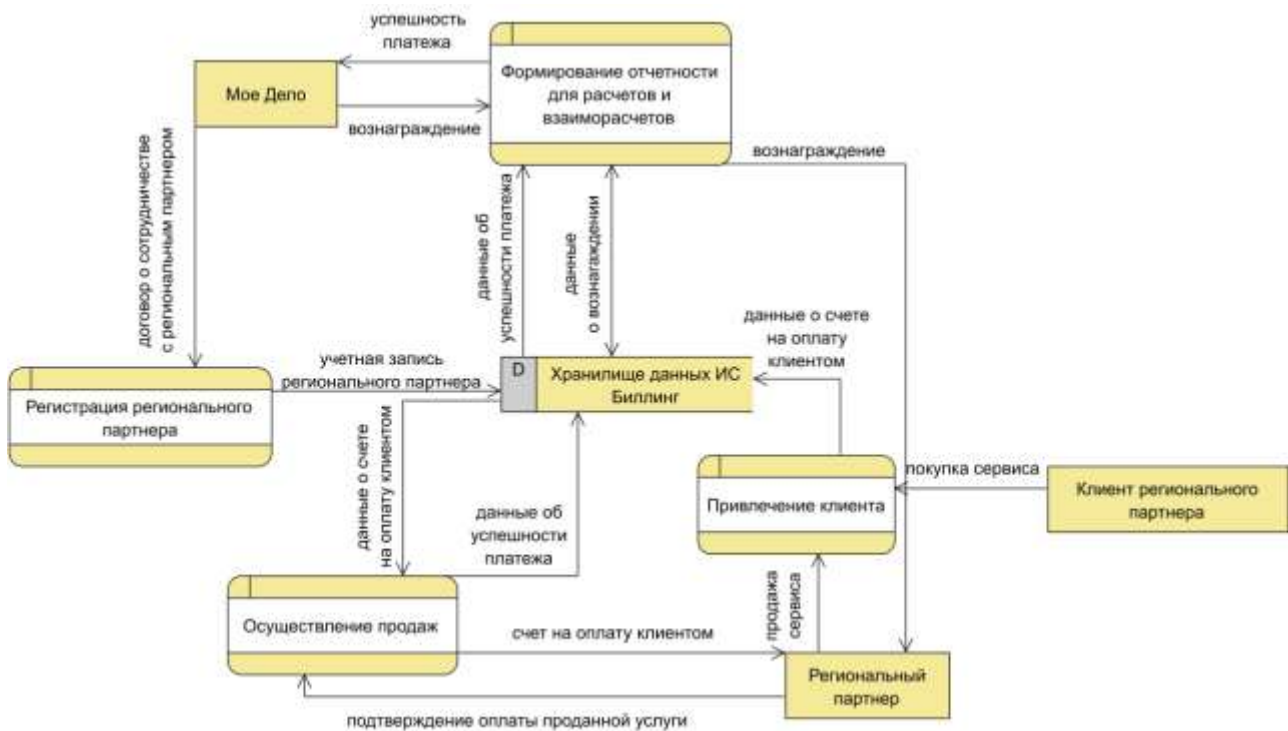 успешность
платежа
Мое Дело
вознаграждение
Формирование отчетности
для расчетов и
взаиморасчетов
вознаграждение
договор о сотрудничестве
с региональным партнером
данные об
успешности платежа
данные
о вознагаждении
данные о счете
на оплату
клиентом
учетная запись
регионального партнера
D
Хранилище данных ИС
Биллинг
Регистрация регионального
партнера
данные о счете
на оплату клиентом
данные об
успешности
платежа
Привлечение клиента
покупка сервиса
Клиент регионального
партнера
продажа
сервиса
Осуществление продаж
счет на оплату клиентом
Региональный
партнер
подтверждение оплаты проданной услуги